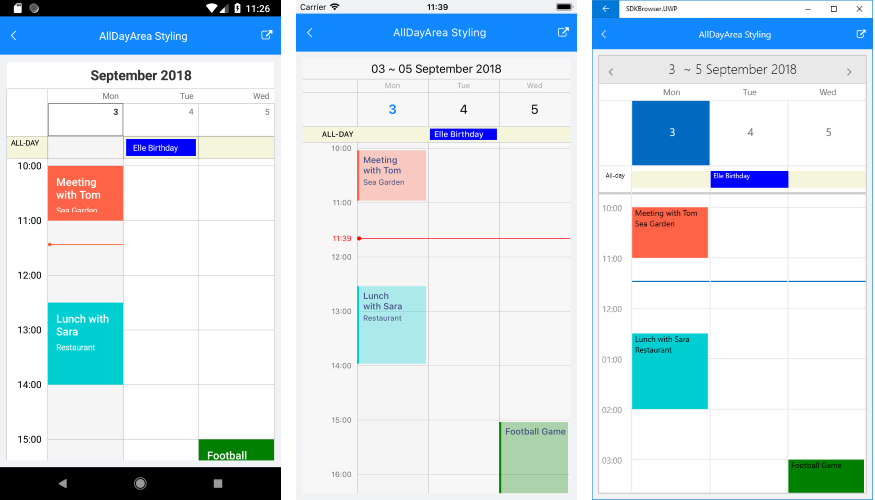 11:26
AllDayArea Styling
September 2018
Mon Tue Wed
3 4 5
ALL-DAY Elle Birthday
10:00
Meeting
with Tom
Sea Garden
11:00
12:00
Lunch with
Sara
Restaurant
13:00
14:00
15:00
Football
Carrier 11:39
AllDayArea Styling
03 ~ 05 September 2018
Mon Tue Wed
3 4 5
ALL-DAY Elle Birthday
10:00
Meeting
with Tom
Sea Garden
11:00
11:39
12:00
Lunch
with Sara
Restaurant
13:00
14:00
15:00
Football Game
16:00
SDKBrowser.UWP
AllDayArea Styling
3 ~ 5 September 2018
Mon Tue Wed
3 4 5
All-day Elle Birthday
10:00
Meeting with Tom
Sea Garden
11:00
12:00
Lunch with Sara
Restaurant
01:00
02:00
03:00
Football Game